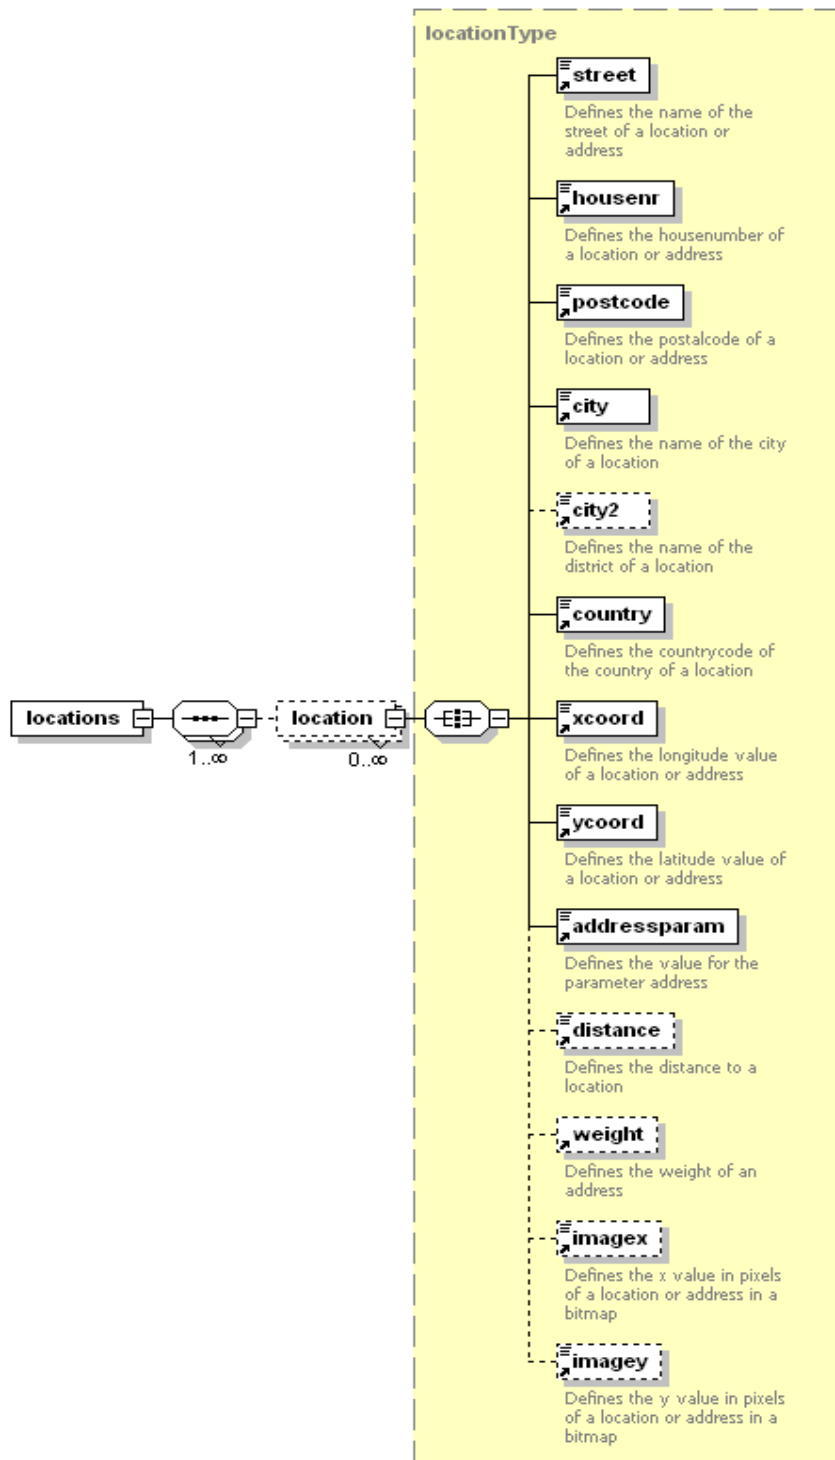 locationType
street
Defines the name of the
street of a location or
address
housenr
Defines the housenumber of
a location or address
postcode
Defines the postalcode of a
location or address
city
Defines the name of the city
of a location
city2
Defines the name of the
district of a location
country
Defines the countrycode of
the country of a location
locations
1..∞
location
0..∞
xcoord
Defines the longitude value
of a location or address
ycoord
Defines the latitude value of
a location or address
addressparam
Defines the value for the
parameter address
distance
Defines the distance to a
location
weight
Defines the weight of an
address
imagex
Defines the x value in pixels
of a location or address in a
bitmap
imagey
Defines the y value in pixels
of a location or address in a
bitmap